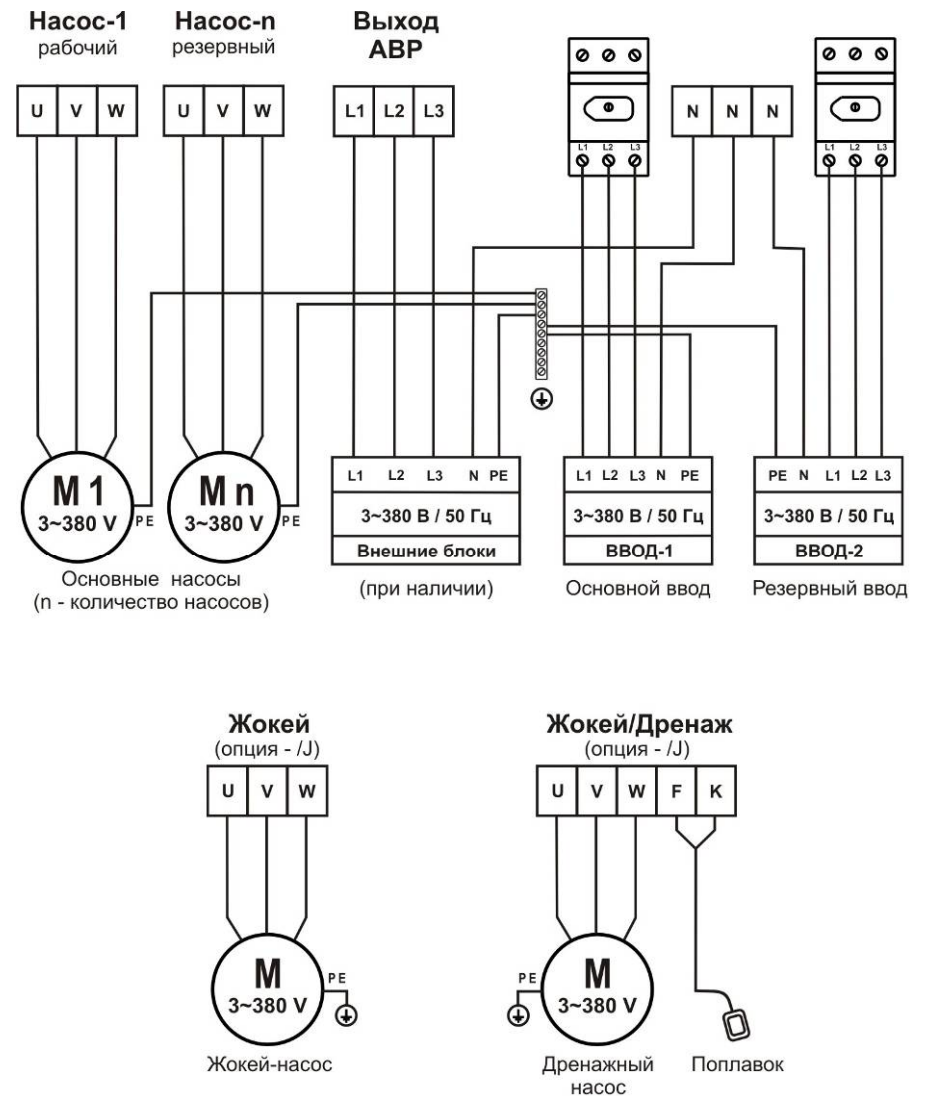 Насос-1
рабочий
Насос-n
резервный
Выход
АВР
U V W
U V W
L1 L2 L3
N N N
L1 L2 L3
L1 L2 L3
M 1
3~380 V
PE
M n
3~380 V
PE
Основные насосы
(n - количество насосов)
L1 L2 L3 N PE
3~380 В / 50 Гц
Внешние блоки
(при наличии)
L1 L2 L3 N PE
3~380 В / 50 Гц
ВВОД-1
Основной ввод
PE N L1 L2 L3
3~380 В / 50 Гц
ВВОД-2
Резервный ввод
Жокей
(опция - /J)
U V W
M
3~380 V
PE
Жокей-насос
Жокей/Дренаж
(опция - /J)
U V W F K
PE
M
3~380 V
Дренажный
насос
Поплавок